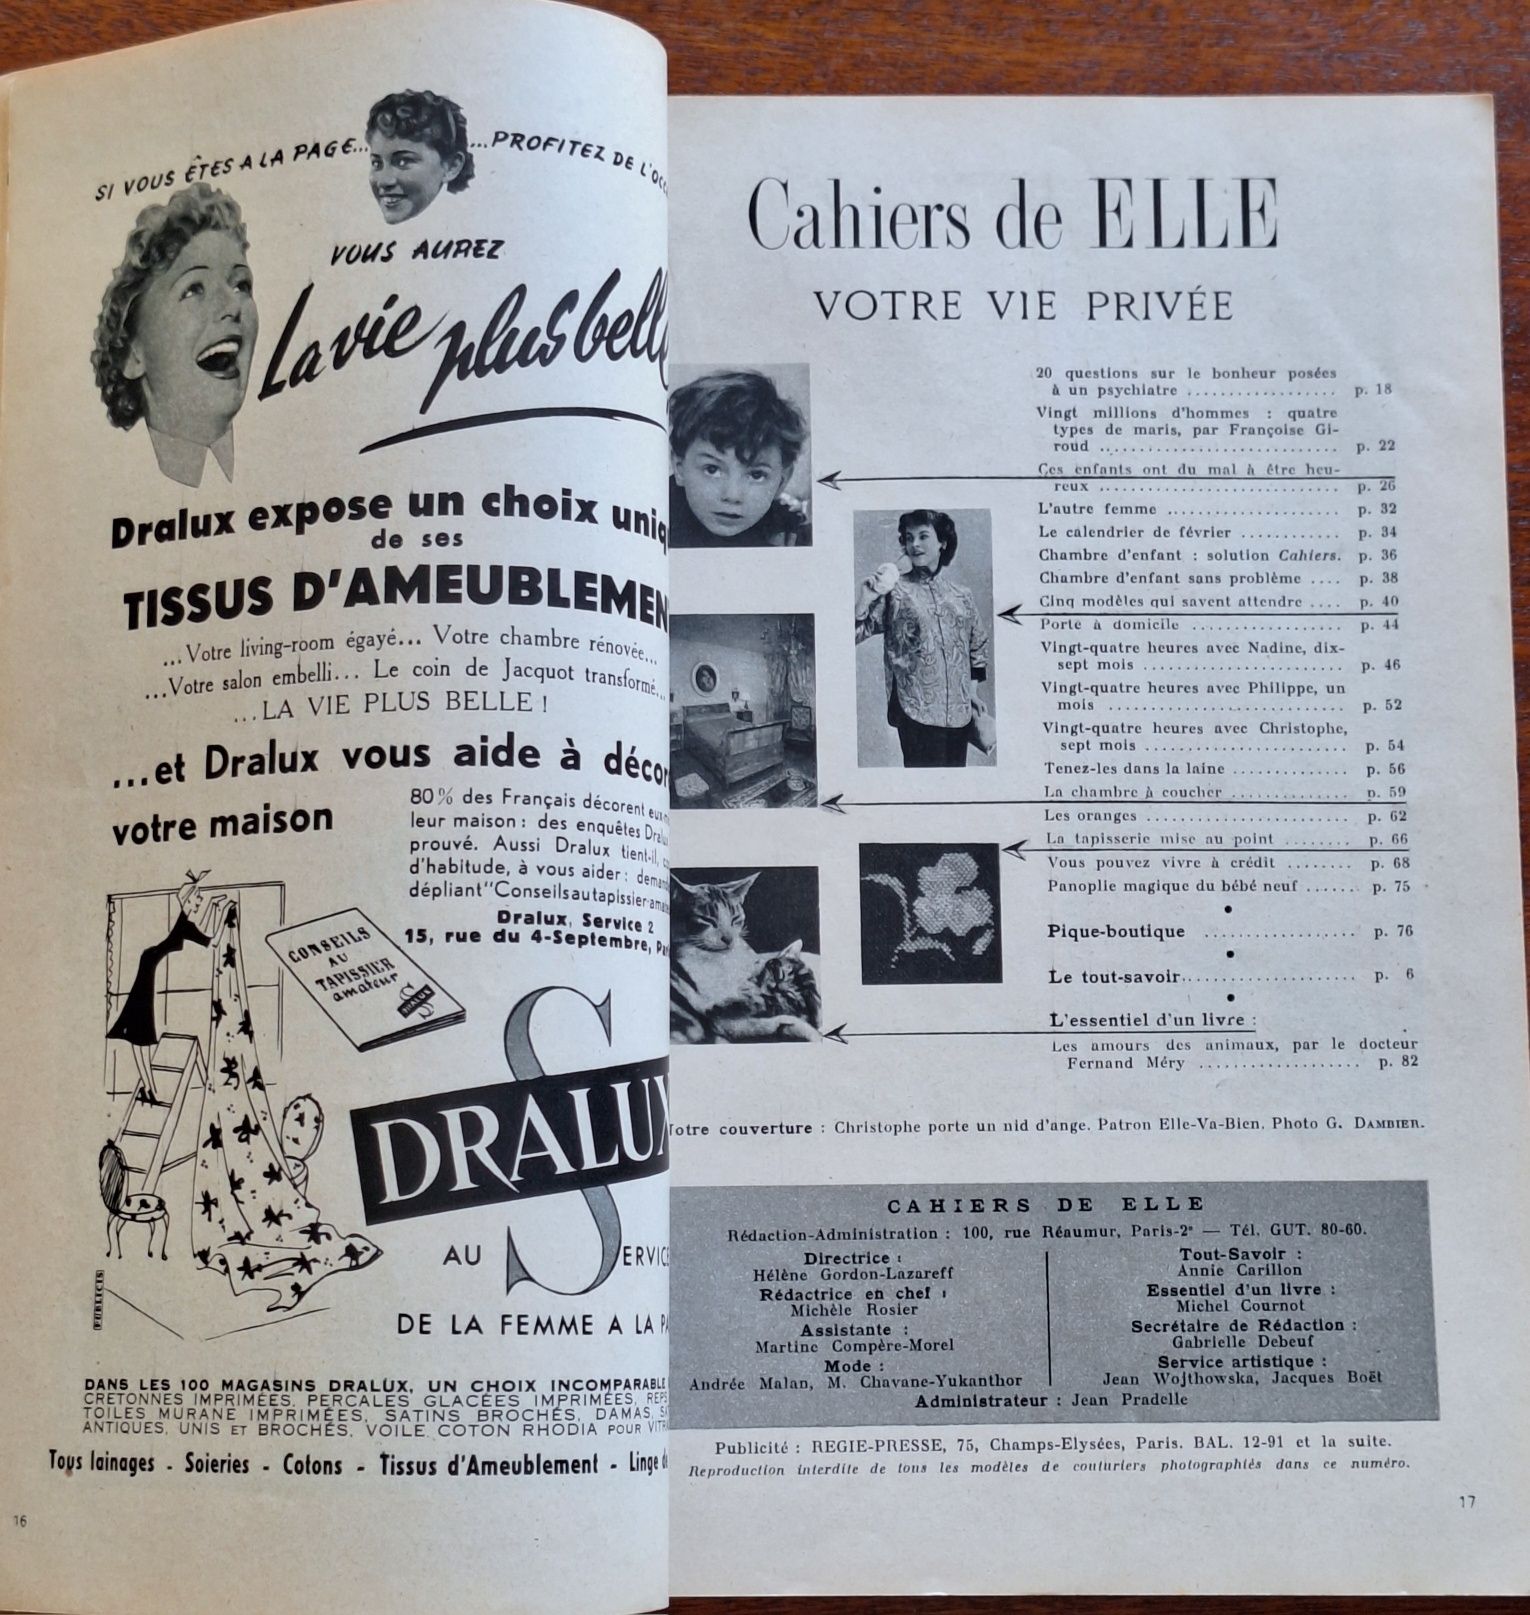 SI VOUS ÊTES A LA PAGE...
...PROFITEZ DE
VOUS AUREZ
La vie plus
Dralux expose un choix
de ses
TISSUS
...Votre living-room égayé... Votre chambre rénovée...
...Votre salon embelli... Le coin de Jacquot transformé...
...LA VIE PLUS BELLE !
...et Dralux vous aide à
votre maison
80% des Français décorent
leur maison : des enquêtes
prouvé. Aussi Dralux tient-il,
d'habitude, à vous aider :
dépliant "Conseils au tapissier
Dralux, Service 2
15, rue du 4-Septembre,
CONSEILS
AU
TAPISSIER
amateur
DRALUX
DRALUX
AU
S
DE LA FEMME A LA
PUBLICIS
DANS LES 100 MAGASINS DRALUX, UN CHOIX INCOMPARABLE
CRETONNES IMPRIMÉES, PERCALES GLACÉES IMPRIMÉES, REPS
TOILES MURANE IMPRIMÉES, SATINS BROCHÉS, DAMAS,
ANTIQUES, UNIS ET BROCHÉS, VOILE COTON RHODIA POUR
Tous lainages - Soieries - Cotons - Tissus d'Ameublement - Linge
16
Cahiers de ELLE
VOTRE VIE PRIVÉE
20 questions sur le bonheur posées
à un psychiatre .................. p. 18
Vingt millions d'hommes : quatre
types de maris, par Françoise Gi-
roud ............................ p. 22
Ces enfants ont du mal à être heu-
reux ............................ p. 26
L'autre femme .................... p. 32
Le calendrier de février ............ p. 34
Chambre d'enfant : solution Cahiers. p. 36
Chambre d'enfant sans problème .... p. 38
Cinq modèles qui savent attendre .... p. 40
Porte à domicile .................. p. 44
Vingt-quatre heures avec Nadine, dix-
sept mois ........................ p. 46
Vingt-quatre heures avec Philippe, un
mois ............................ p. 52
Vingt-quatre heures avec Christophe,
sept mois ........................ p. 54
Tenez-les dans la laine .............. p. 56
La chambre à coucher .............. p. 59
Les oranges ........................ p. 62
La tapisserie mise au point ........ p. 66
Vous pouvez vivre à crédit ........ p. 68
Panoplie magique du bébé neuf ...... p. 75
•
Pique-boutique .................. p. 76
•
Le tout-savoir..................... p. 6
•
L'essentiel d'un livre :
Les amours des animaux, par le docteur
Fernand Méry ................... p. 82
couverture : Christophe porte un nid d'ange. Patron Elle-Va-Bien. Photo G. DAMBIER.
CAHIERS DE ELLE
Rédaction-Administration : 100, rue Réaumur, Paris-2e — Tél. GUT. 80-60.
Directrice :
Hélène Gordon-Lazareff
Rédactrice en chef :
Michèle Rosier
Assistante :
Martine Compère-Morel
Mode :
Andrée Malan, M. Chavane-Yukanthor
Tout-Savoir :
Annie Carillon
Essentiel d'un livre :
Michel Cournot
Secrétaire de Rédaction :
Gabrielle Debeuf
Service artistique :
Jean Wojthowska, Jacques Boët
Administrateur : Jean Pradelle
Publicité : REGIE-PRESSE, 75, Champs-Elysées, Paris. BAL. 12-91 et la suite.
Reproduction interdite de tous les modèles de couturiers photographiés dans ce numéro.
17